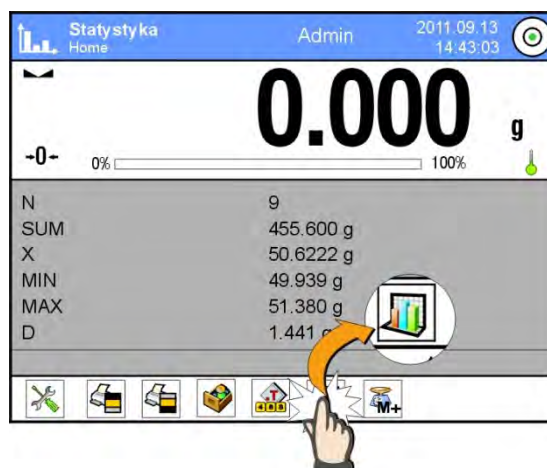 Statystyka
Home
Admin
2011.09.13
14:43:03
0.000
g
→0←
0%
100%
N 9
SUM 455.600 g
X 50.6222 g
MIN 49.939 g
MAX 51.380 g
D 1.441 g
T
M+